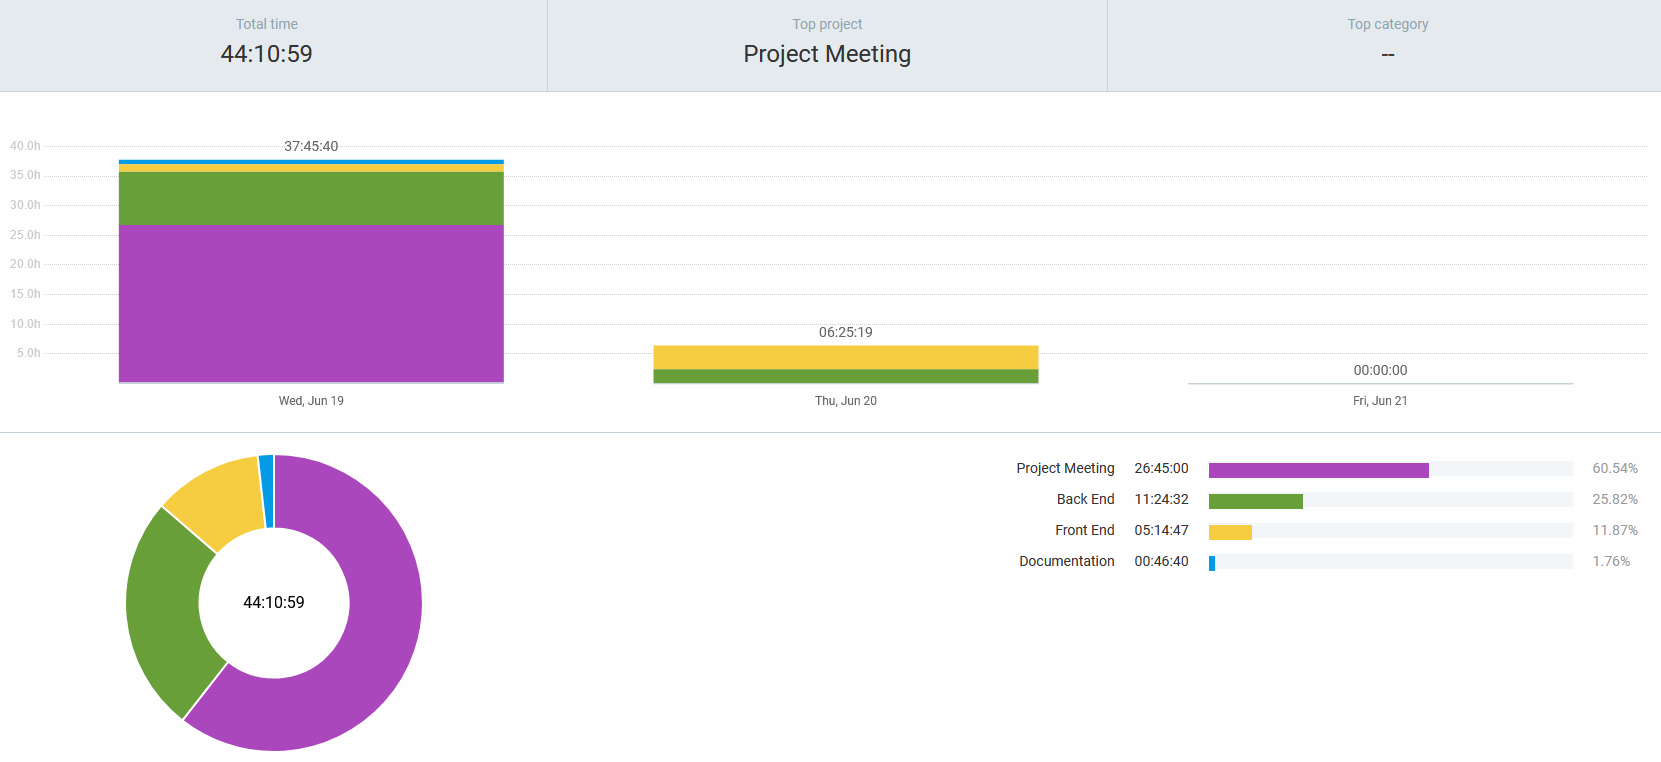 Total time
44:10:59
Top project
Project Meeting
Top category
--
40.0h
35.0h
30.0h
25.0h
20.0h
15.0h
10.0h
5.0h
37:45:40
06:25:19
00:00:00
Wed, Jun 19
Thu, Jun 20
Fri, Jun 21
44:10:59
Project Meeting 26:45:00 60.54%
Back End 11:24:32 25.82%
Front End 05:14:47 11.87%
Documentation 00:46:40 1.76%